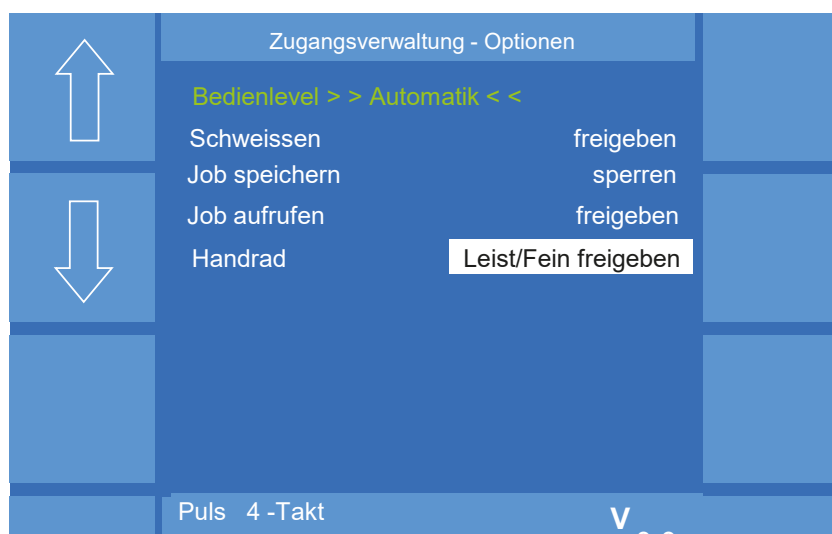 Zugangsverwaltung - Optionen
Bedienlevel > > Automatik < <
Schweissen freigeben
Job speichern sperren
Job aufrufen freigeben
Handrad Leist/Fein freigeben
Puls 4 -Takt V